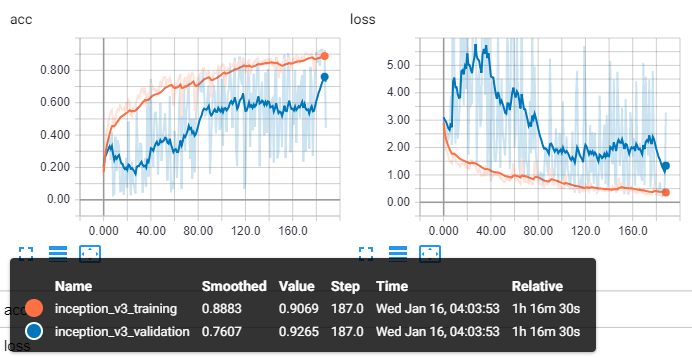 acc
loss
0.800
0.600
0.400
0.200
0.00
0.000 40.00 80.00 120.0 160.0
5.00
4.00
3.00
2.00
1.00
0.00
0.000 40.00 80.00 120.0 160.0
Name Smoothed Value Step Time Relative
inception_v3_training 0.8883 0.9069 187.0 Wed Jan 16, 04:03:53 1h 16m 30s
inception_v3_validation 0.7607 0.9265 187.0 Wed Jan 16, 04:03:53 1h 16m 30s
acc
loss